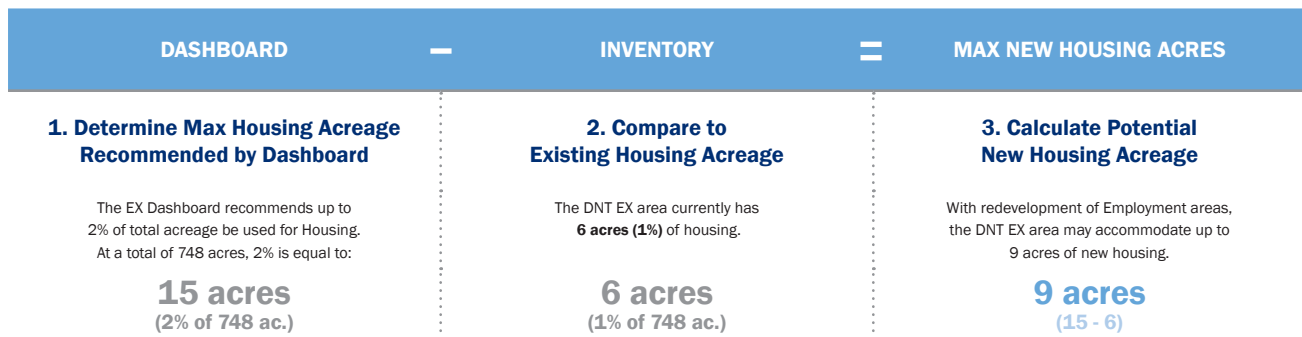 DASHBOARD – INVENTORY = MAX NEW HOUSING ACRES
1. Determine Max Housing Acreage
Recommended by Dashboard
The EX Dashboard recommends up to
2% of total acreage be used for Housing.
At a total of 748 acres, 2% is equal to:
15 acres
(2% of 748 ac.)
2. Compare to
Existing Housing Acreage
The DNT EX area currently has
6 acres (1%) of housing.
6 acres
(1% of 748 ac.)
3. Calculate Potential
New Housing Acreage
With redevelopment of Employment areas,
the DNT EX area may accommodate up to
9 acres of new housing.
9 acres
(15 - 6)